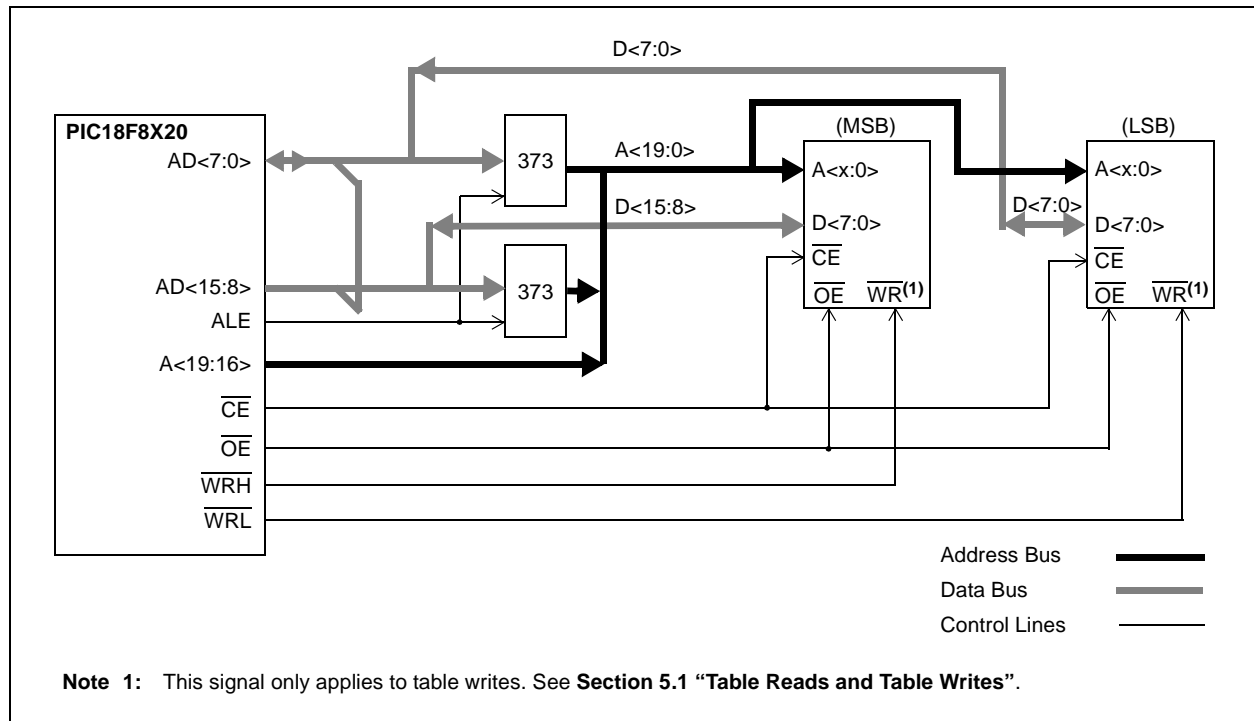 D<7:0>
PIC18F8X20
(MSB)
(LSB)
AD<7:0>
373
A<19:0>
A<x:0>
A<x:0>
D<15:8>
D<7:0>
D<7:0>
D<7:0>
CE
CE
AD<15:8>
373
OE WR(1)
OE WR(1)
ALE
A<19:16>
CE
OE
WRH
WRL
Address Bus
Data Bus
Control Lines
Note 1: This signal only applies to table writes. See Section 5.1 “Table Reads and Table Writes”.